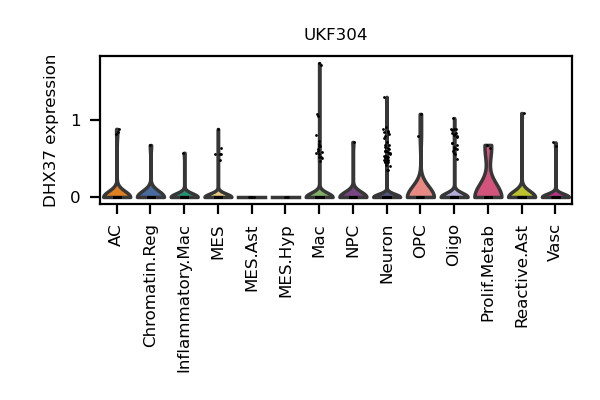 UKF304
DHX37 expression
1
0
AC
Chromatin.Reg
Inflammatory.Mac
MES
MES.Ast
MES.Hyp
Mac
NPC
Neuron
OPC
Oligo
Prolif.Metab
Reactive.Ast
Vasc